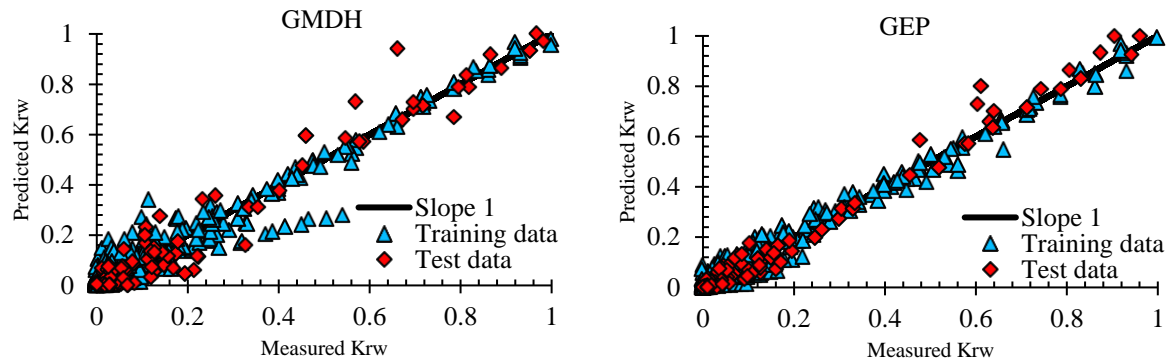 GMDH
Predicted Krw
1
0.8
0.6
0.4
0.2
0
Slope 1
Training data
Test data
0 0.2 0.4 0.6 0.8 1
Measured Krw
GEP
Predicted Krw
1
0.8
0.6
0.4
0.2
0
Slope 1
Training data
Test data
0 0.2 0.4 0.6 0.8 1
Measured Krw